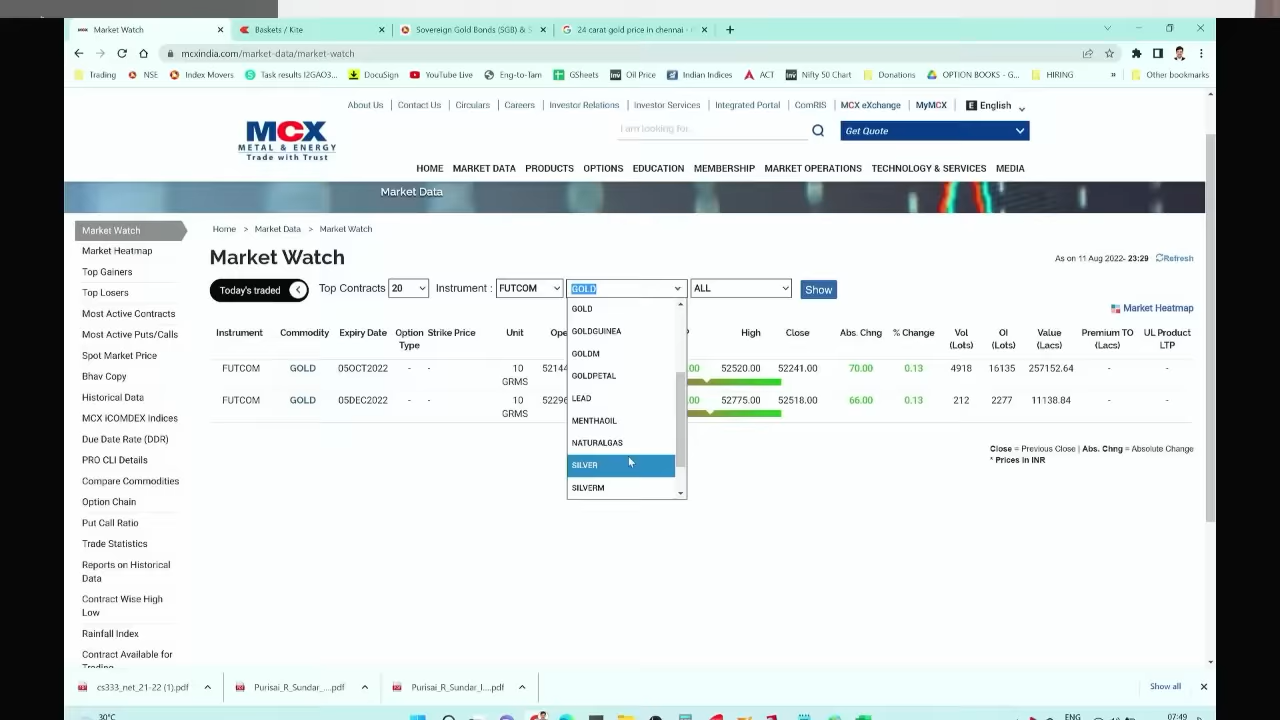 Market Watch
Baskets / Kite
Sovereign Gold Bonds (SGB) & S
24 carat gold price in chennai -
mcxindia.com/market-data/market-watch
Trading NSE Index Movers Task results I2GAO3... DocuSign YouTube Live Eng-to-Tam GSheets Oil Price Indian Indices ACT Nifty 50 Chart Donations OPTION BOOKS - G... HIRING » Other bookmarks
About Us | Contact Us | Circulars | Careers | Investor Relations | Investor Services | Integrated Portal | ComRIS | MCX eXchange | MyMCX | English
MCX
METAL & ENERGY
Trade with Trust
I am looking for..
Get Quote
HOME MARKET DATA PRODUCTS OPTIONS EDUCATION MEMBERSHIP MARKET OPERATIONS TECHNOLOGY & SERVICES MEDIA
Market Data
Home > Market Data > Market Watch
Market Watch
As on 11 Aug 2022- 23:29 Refresh
Today's traded Top Contracts 20 Instrument : FUTCOM GOLD ALL Show
Market Heatmap
Instrument Commodity Expiry Date Option Type Strike Price Unit Ope High Close Abs. Chng % Change Vol (Lots) OI (Lots) Value (Lacs) Premium TO (Lacs) UL Product LTP
FUTCOM GOLD 05OCT2022 - - 10 GRMS 52144 .00 52520.00 52241.00 70.00 0.13 4918 16135 257152.64 - -
FUTCOM GOLD 05DEC2022 - - 10 GRMS 52296 .00 52775.00 52518.00 66.00 0.13 212 2277 11138.84 - -
GOLD
GOLDGUINEA
GOLDM
GOLDPETAL
LEAD
MENTHAOIL
NATURALGAS
SILVER
SILVERM
Close = Previous Close | Abs. Chng = Absolute Change
* Prices in INR
Market Watch
Market Heatmap
Top Gainers
Top Losers
Most Active Contracts
Most Active Puts/Calls
Spot Market Price
Bhav Copy
Historical Data
MCX iCOMDEX Indices
Due Date Rate (DDR)
PRO CLI Details
Compare Commodities
Option Chain
Put Call Ratio
Trade Statistics
Reports on Historical
Data
Contract Wise High
Low
Rainfall Index
Contract Available for
Trading
cs333_net_21-22 (1).pdf
Purisai_R_Sundar_....pdf
Purisai_R_Sundar_I....pdf
Show all
30°C
ENG
07:49